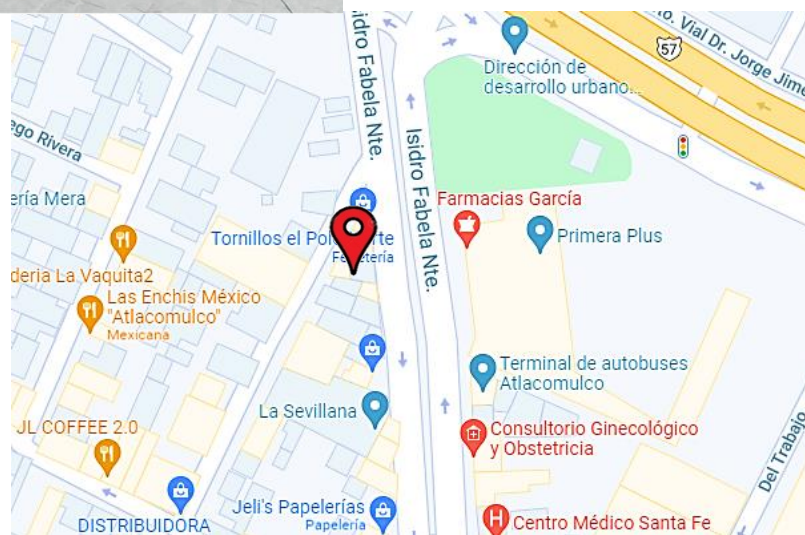 Isidro Fabela Nte.
Isidro Fabela Nte.
57
Vial Dr. Jorge Jime
Dirección de
desarrollo urbano...
ego Rivera
ería Mera
Farmacias García
Primera Plus
Tornillos el Po rte
Fe etería
deria La Vaquita2
Las Enchis México
"Atlacomulco"
Mexicana
Terminal de autobuses
Atlacomulco
La Sevillana
JL COFFEE 2.0
Consultorio Ginecológico
y Obstetricia
Del Trabajo
Jeli's Papelerías
Papelería
DISTRIBUIDORA
H Centro Médico Santa Fe